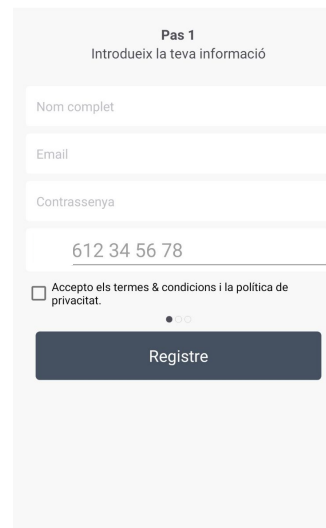 Pas 1
Introdueix la teva informació
Nom complet
Email
Contrassenya
612 34 56 78
Accepto els termes & condicions i la política de
privacitat.
Registre